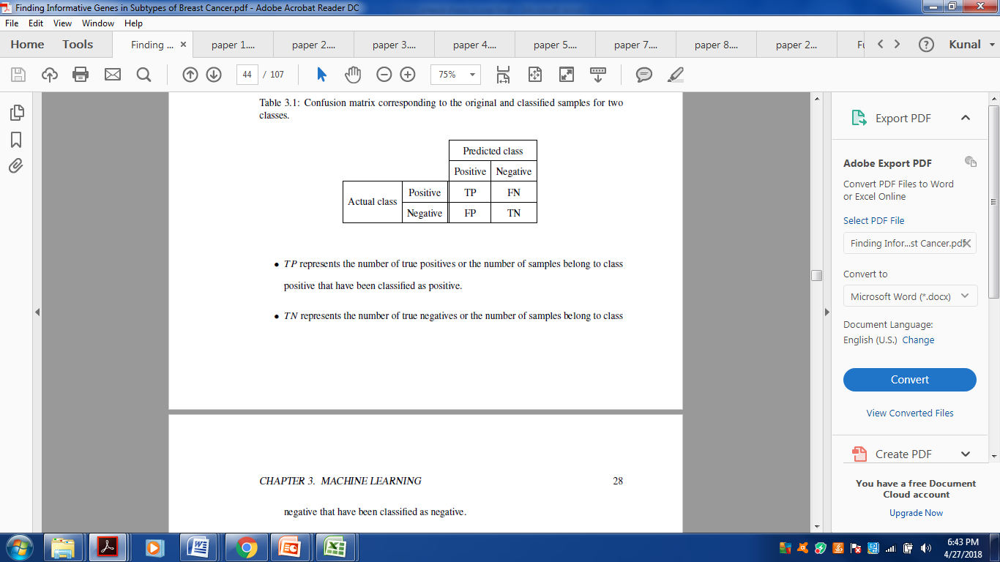 Finding Informative Genes in Subtypes of Breast Cancer.pdf - Adobe Acrobat Reader DC
File Edit View Window Help
Home Tools Finding ... × paper 1.... paper 2.... paper 3.... paper 4.... paper 5.... paper 7.... paper 8.... paper 2... Kunal
44 / 107 75%
Table 3.1: Confusion matrix corresponding to the original and classified samples for two
classes.
Predicted class
Positive Negative
Actual class Positive TP FN
Negative FP TN
• TP represents the number of true positives or the number of samples belong to class
positive that have been classified as positive.
• TN represents the number of true negatives or the number of samples belong to class
CHAPTER 3. MACHINE LEARNING 28
negative that have been classified as negative.
Export PDF
Adobe Export PDF
Convert PDF Files to Word
or Excel Online
Select PDF File
Finding Infor...st Cancer.pdf
Convert to
Microsoft Word (*.docx)
Document Language:
English (U.S.) Change
Convert
View Converted Files
Create PDF
You have a free Document
Cloud account
Upgrade Now
6:43 PM
4/27/2018